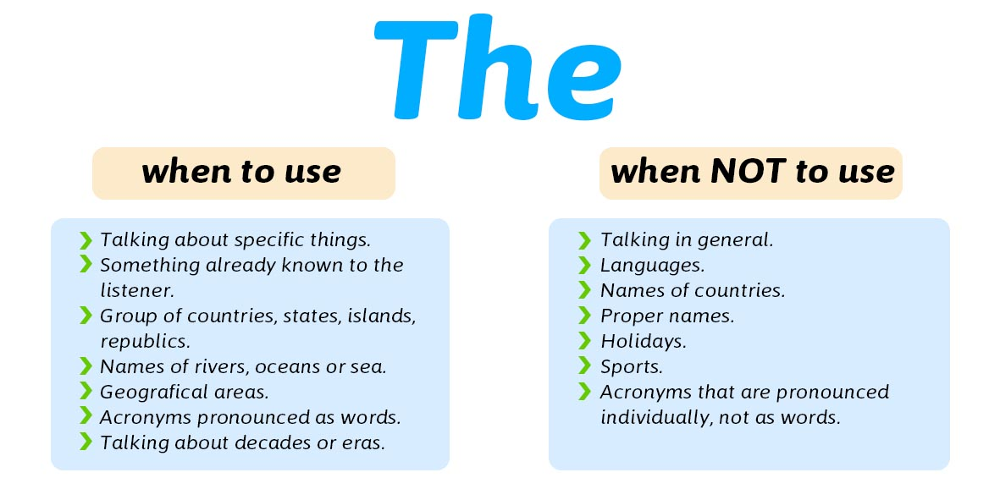 The
when to use
Talking about specific things.
Something already known to the
listener.
Group of countries, states, islands,
republics.
Names of rivers, oceans or sea.
Geografical areas.
Acronyms pronounced as words.
Talking about decades or eras.
when NOT to use
Talking in general.
Languages.
Names of countries.
Proper names.
Holidays.
Sports.
Acronyms that are pronounced
individually, not as words.